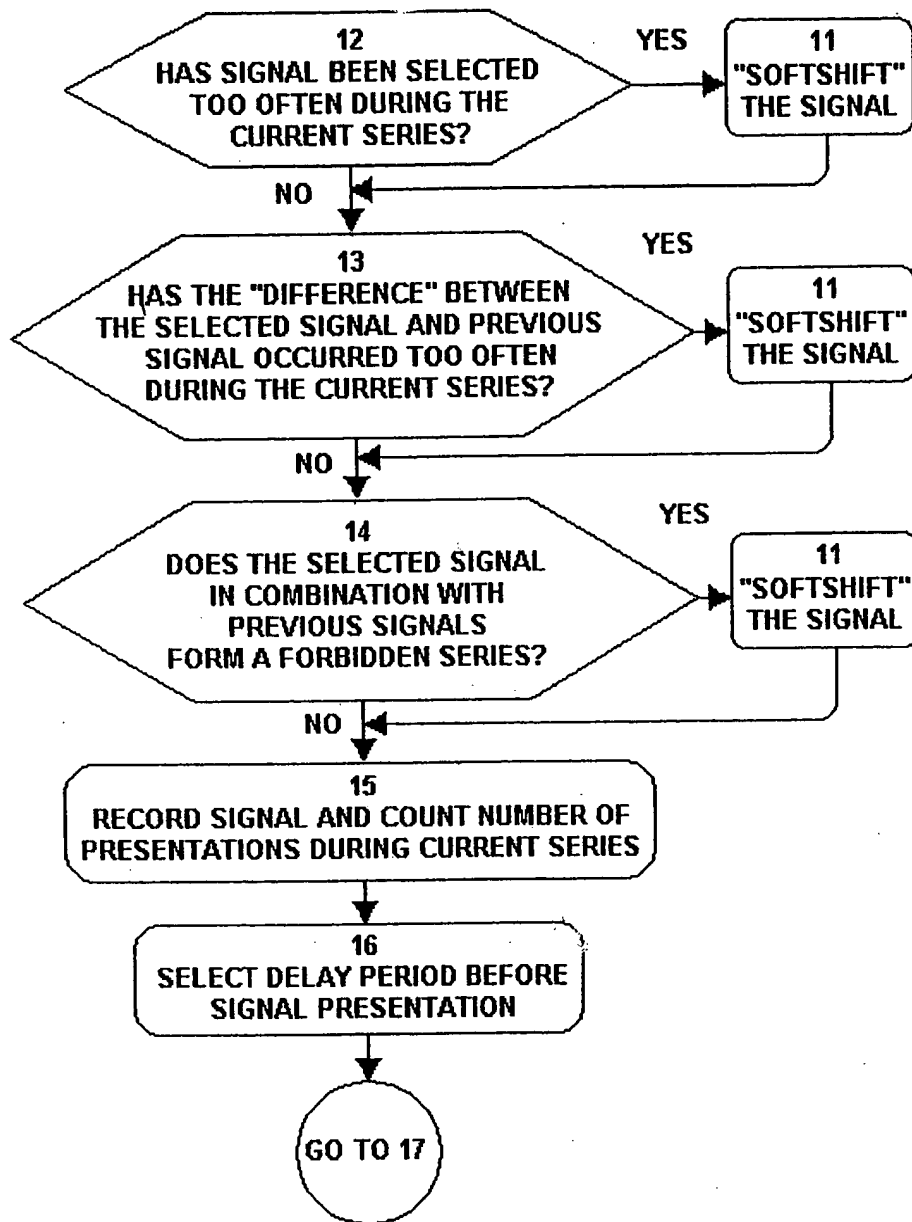 12
HAS SIGNAL BEEN SELECTED
TOO OFTEN DURING THE
CURRENT SERIES?
YES
11
"SOFTSHIFT"
THE SIGNAL
NO
13
HAS THE "DIFFERENCE" BETWEEN
THE SELECTED SIGNAL AND PREVIOUS
SIGNAL OCCURRED TOO OFTEN
DURING THE CURRENT SERIES?
YES
11
"SOFTSHIFT"
THE SIGNAL
NO
14
DOES THE SELECTED SIGNAL
IN COMBINATION WITH
PREVIOUS SIGNALS
FORM A FORBIDDEN SERIES?
YES
11
"SOFTSHIFT"
THE SIGNAL
NO
15
RECORD SIGNAL AND COUNT NUMBER OF
PRESENTATIONS DURING CURRENT SERIES
16
SELECT DELAY PERIOD BEFORE
SIGNAL PRESENTATION
GO TO 17